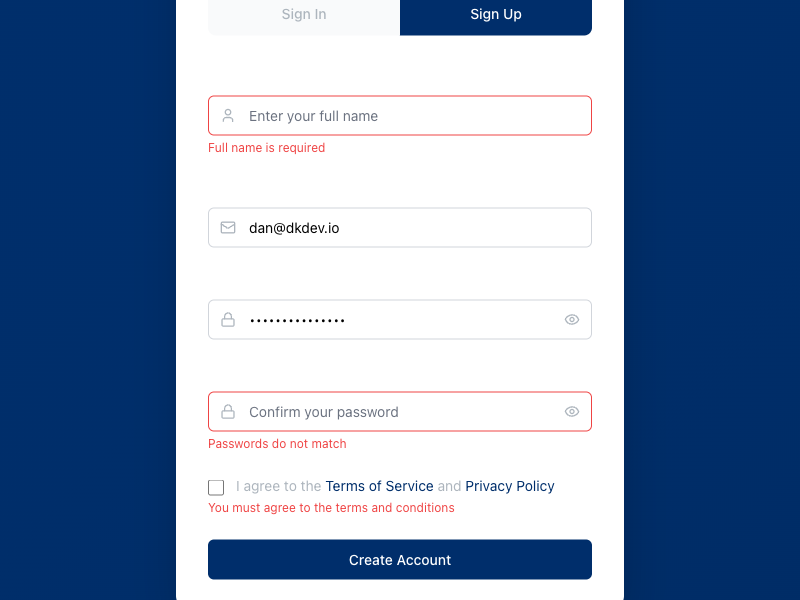 Sign In
Sign Up
Enter your full name
Full name is required
dan@dkdev.io
•••••••••••••••
Confirm your password
Passwords do not match
I agree to the Terms of Service and Privacy Policy
You must agree to the terms and conditions
Create Account